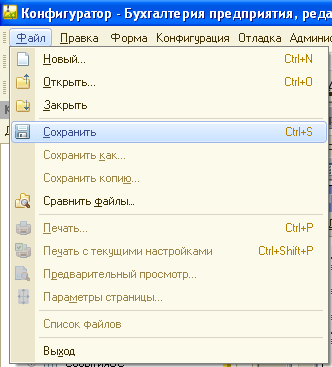 Конфигуратор - Бухгалтерия предприятия, реда
Файл Правка Форма Конфигурация Отладка Админи
Новый... Ctrl+N
Открыть... Ctrl+O
Закрыть
Сохранить Ctrl+S
Сохранить как...
Сохранить копию...
Сравнить файлы...
Печать... Ctrl+P
Печать с текущими настройками Ctrl+Shift+P
Предварительный просмотр...
Параметры страницы...
Список файлов
Выход